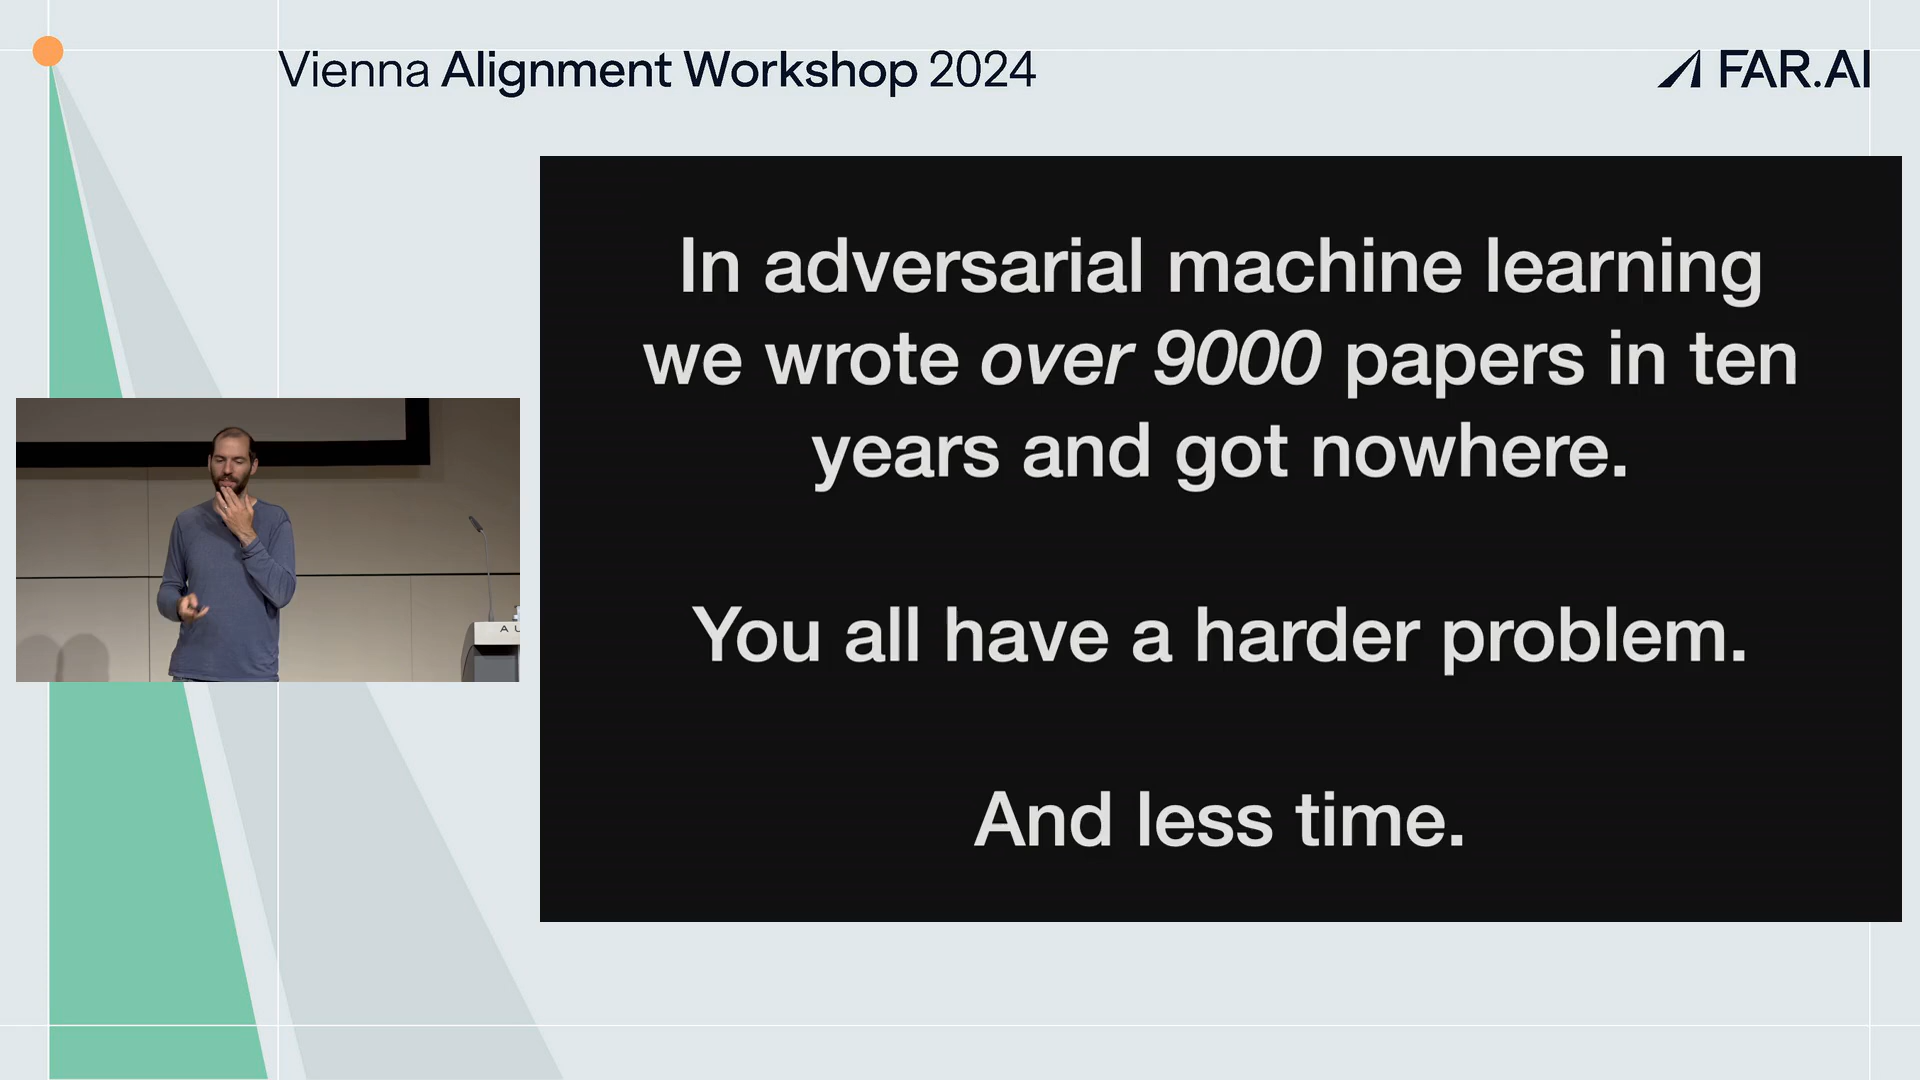 Vienna Alignment Workshop 2024
FAR.AI
In adversarial machine learning
we wrote over 9000 papers in ten
years and got nowhere.
You all have a harder problem.
And less time.
A U